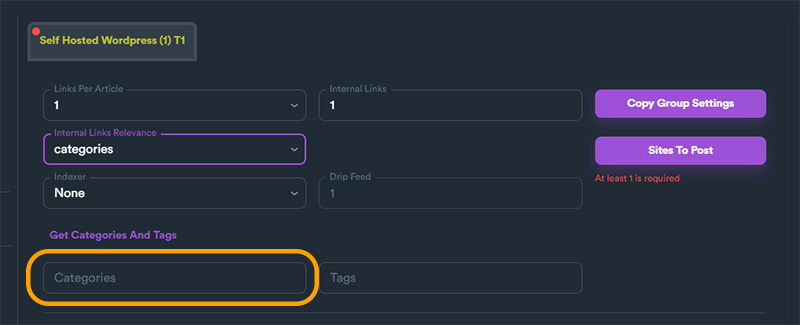 Self Hosted Wordpress (1) T1
Links Per Article
1
Internal Links
1
Copy Group Settings
Internal Links Relevance
categories
Sites To Post
At least 1 is required
Indexer
None
Drip Feed
1
Get Categories And Tags
Categories
Tags